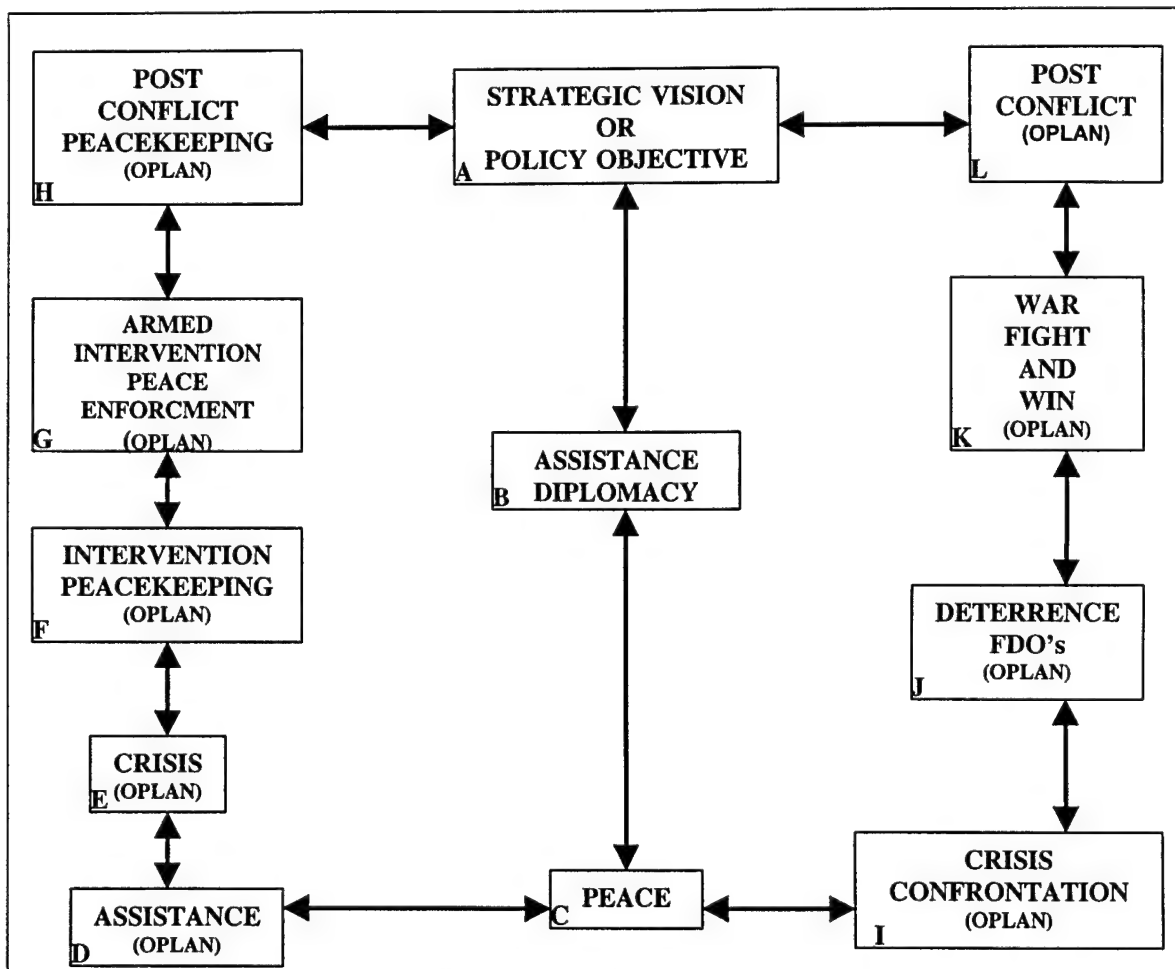 POST
CONFLICT
PEACEKEEPING
(OPLAN)
H
STRATEGIC VISION
OR
POLICY OBJECTIVE
A
POST
CONFLICT
(OPLAN)
L
ARMED
INTERVENTION
PEACE
ENFORCMENT
(OPLAN)
G
WAR
FIGHT
AND
WIN
(OPLAN)
K
ASSISTANCE
DIPLOMACY
B
INTERVENTION
PEACEKEEPING
(OPLAN)
F
DETERRENCE
FDO's
(OPLAN)
J
CRISIS
(OPLAN)
E
ASSISTANCE
(OPLAN)
D
PEACE
C
CRISIS
CONFRONTATION
(OPLAN)
I